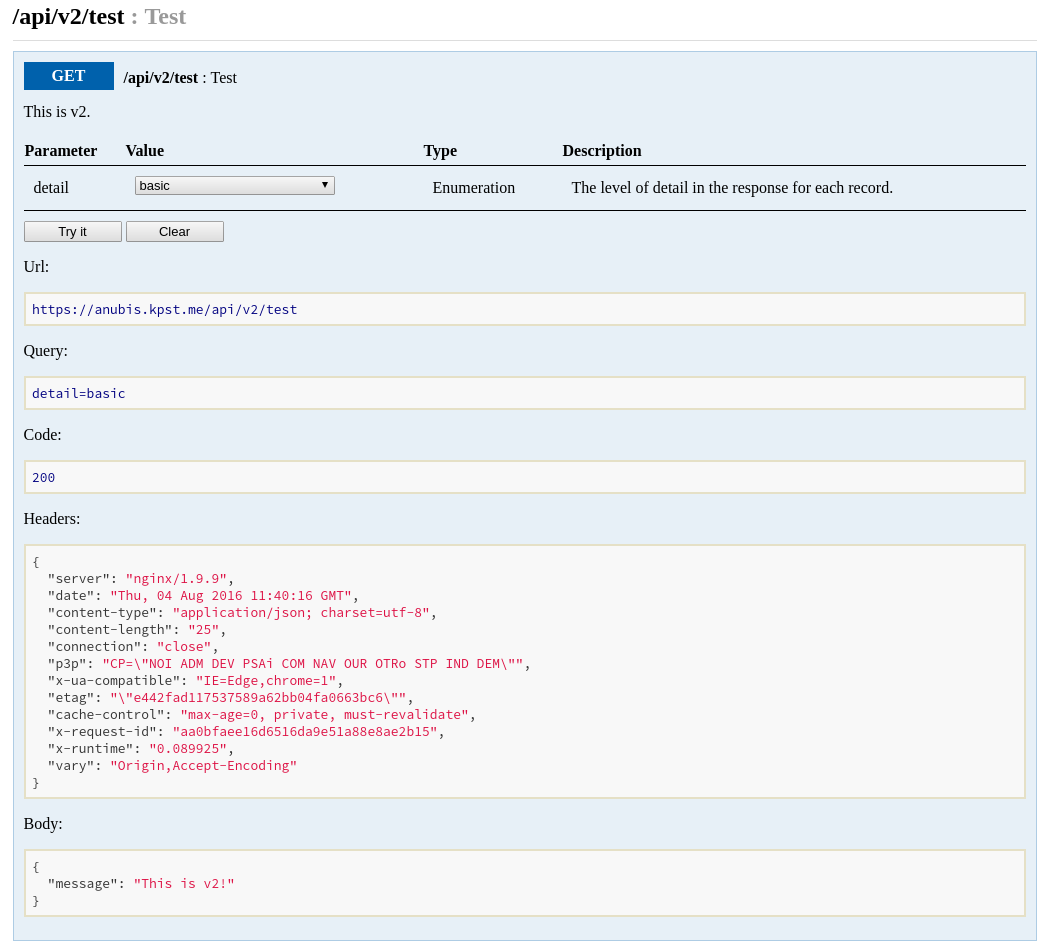 /api/v2/test : Test
GET /api/v2/test : Test
This is v2.
Parameter Value Type Description
detail basic ▼ Enumeration The level of detail in the response for each record.
Try it Clear
Url:
https://anubis.kpst.me/api/v2/test
Query:
detail=basic
Code:
200
Headers:
{
  "server": "nginx/1.9.9",
  "date": "Thu, 04 Aug 2016 11:40:16 GMT",
  "content-type": "application/json; charset=utf-8",
  "content-length": "25",
  "connection": "close",
  "p3p": "CP=\"NOI ADM DEV PSAi COM NAV OUR OTRo STP IND DEM\"",
  "x-ua-compatible": "IE=Edge,chrome=1",
  "etag": "\"e442fad117537589a62bb04fa0663bc6\"",
  "cache-control": "max-age=0, private, must-revalidate",
  "x-request-id": "aa0bfaee16d6516da9e51a88e8ae2b15",
  "x-runtime": "0.089925",
  "vary": "Origin,Accept-Encoding"
}
Body:
{
  "message": "This is v2!"
}